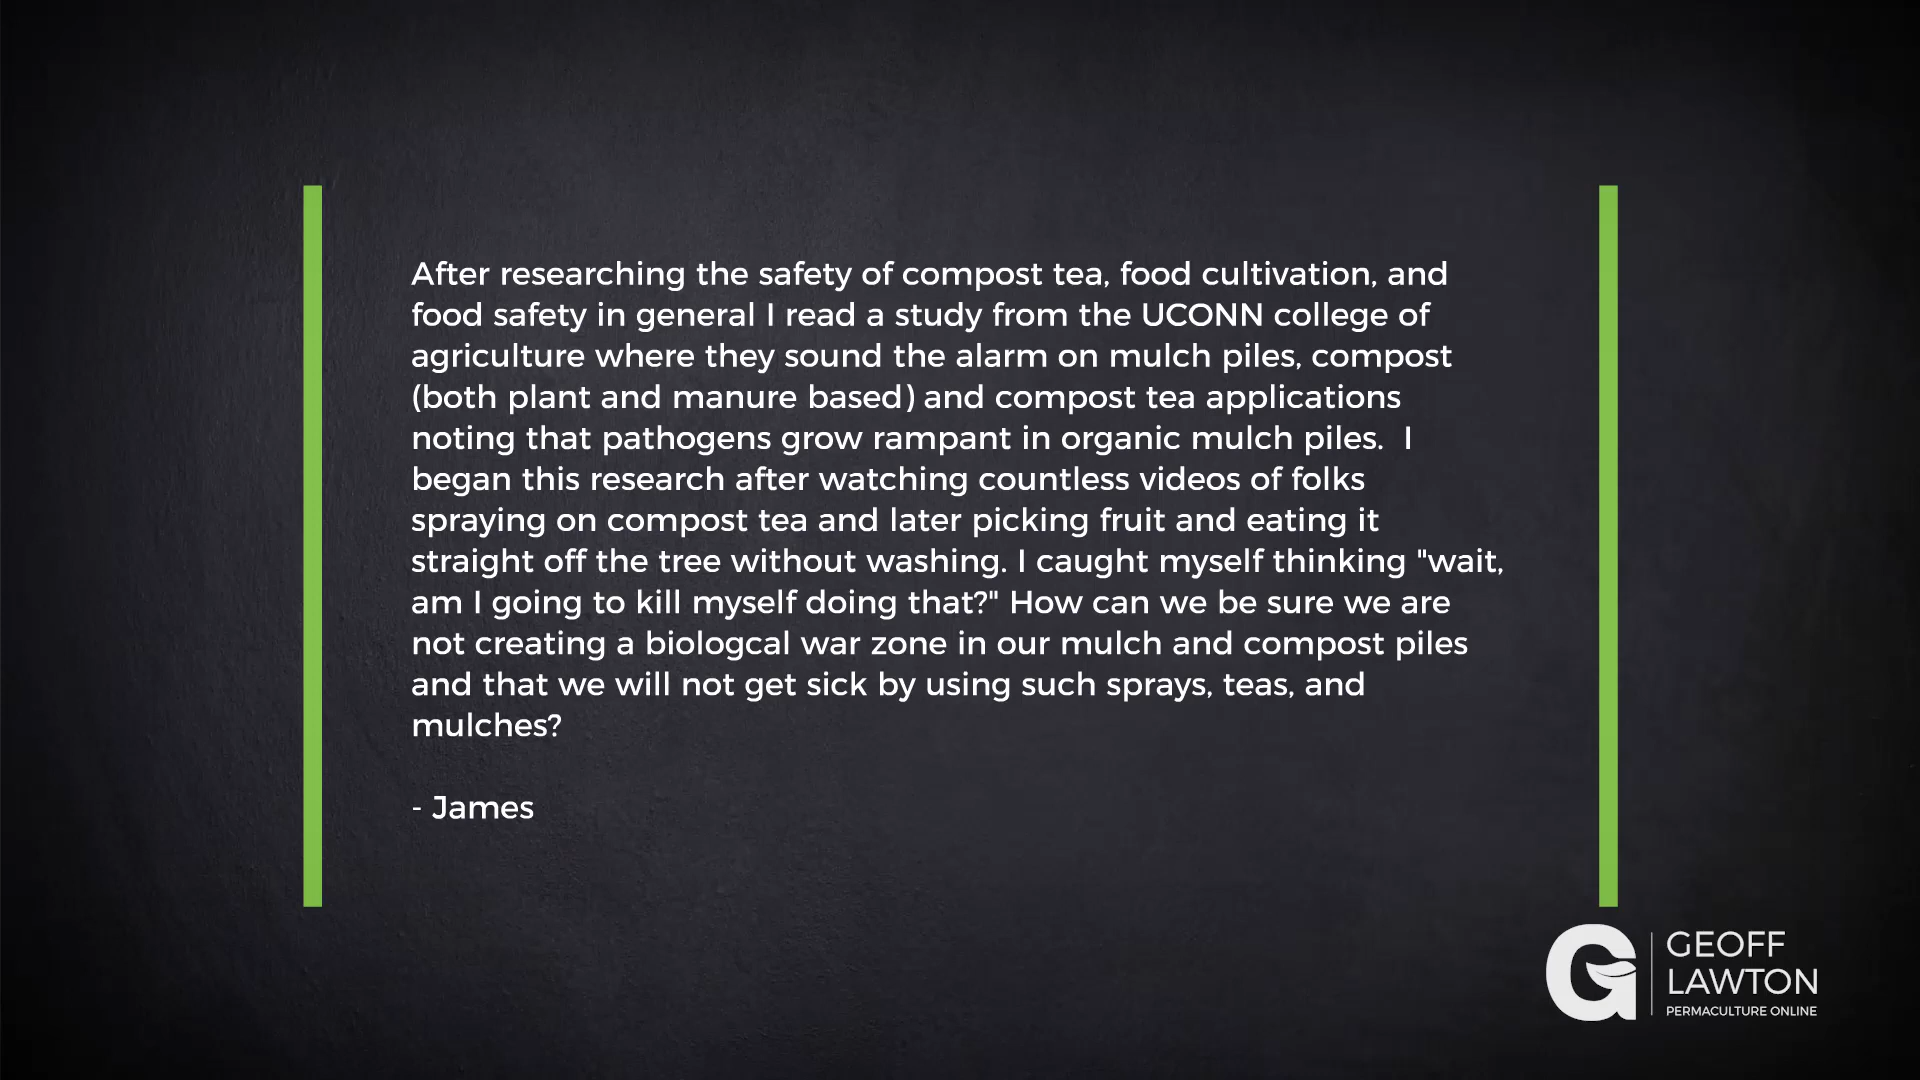 After researching the safety of compost tea, food cultivation, and
food safety in general I read a study from the UCONN college of
agriculture where they sound the alarm on mulch piles, compost
(both plant and manure based) and compost tea applications
noting that pathogens grow rampant in organic mulch piles.  I
began this research after watching countless videos of folks
spraying on compost tea and later picking fruit and eating it
straight off the tree without washing. I caught myself thinking "wait,
am I going to kill myself doing that?" How can we be sure we are
not creating a biologcal war zone in our mulch and compost piles
and that we will not get sick by using such sprays, teas, and
mulches?
- James
GEOFF
LAWTON
PERMACULTURE ONLINE